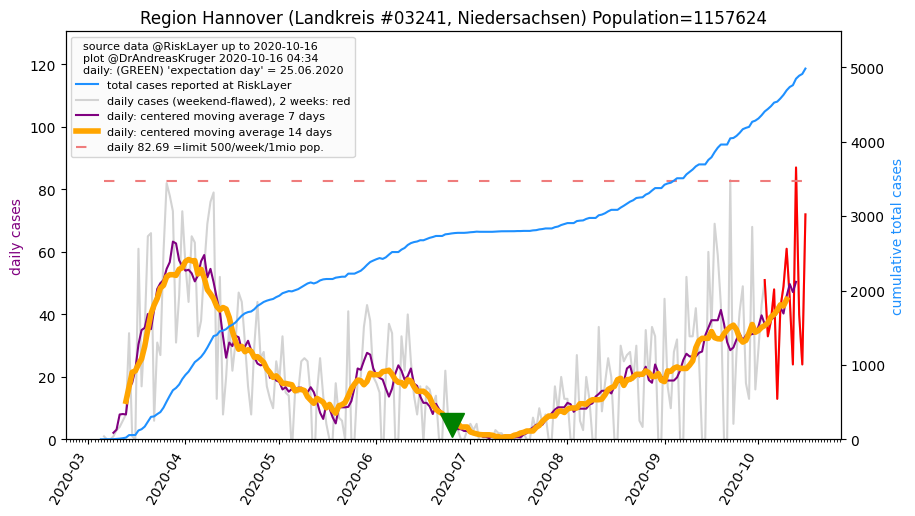 Region Hannover (Landkreis #03241, Niedersachsen) Population=1157624
source data @RiskLayer up to 2020-10-16
plot @DrAndreasKruger 2020-10-16 04:34
daily: (GREEN) 'expectation day' = 25.06.2020
total cases reported at RiskLayer
daily cases (weekend-flawed), 2 weeks: red
daily: centered moving average 7 days
daily: centered moving average 14 days
daily 82.69 =limit 500/week/1mio pop.
daily cases
120
100
80
60
40
20
0
cumulative total cases
5000
4000
3000
2000
1000
0
2020-03
2020-04
2020-05
2020-06
2020-07
2020-08
2020-09
2020-10